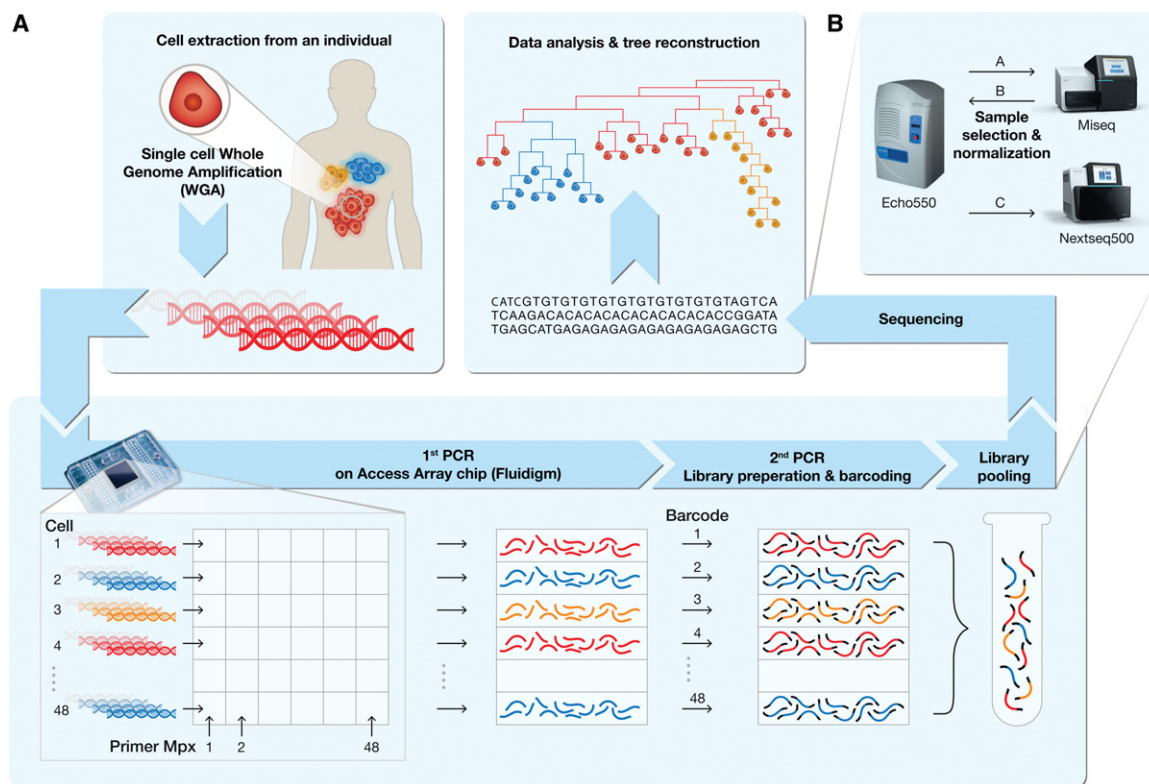 A
Cell extraction from an individual
Single cell Whole
Genome Amplification
(WGA)
Data analysis & tree reconstruction
CATCGTGTGTGTGTGTGTGTGTGTGTAGTCA
TCAAGACACACACACACACACACACCGGATA
TGAGCATGAGAGAGAGAGAGAGAGAGAGCTG
B
A
B
Sample
selection &
normalization
C
Echo550
Miseq
Nextseq500
Sequencing
1st PCR
on Access Array chip (Fluidigm)
2nd PCR
Library preperation & barcoding
Library
pooling
Cell
1
2
3
4
48
Primer Mpx
1
2
48
Barcode
1
2
3
4
48